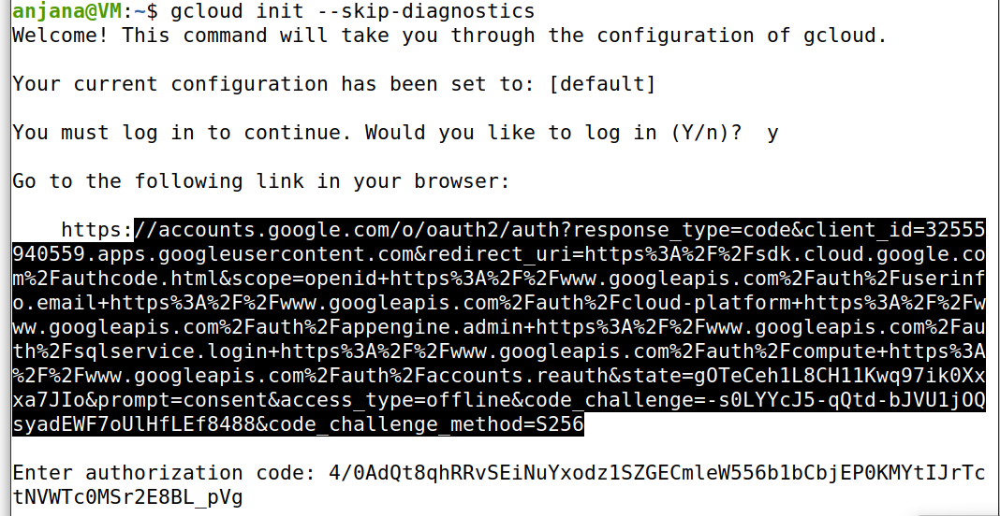 anjana@VM:~$ gcloud init --skip-diagnostics
Welcome! This command will take you through the configuration of gcloud.
Your current configuration has been set to: [default]
You must log in to continue. Would you like to log in (Y/n)?  y
Go to the following link in your browser:
https://accounts.google.com/o/oauth2/auth?response_type=code&client_id=32555
940559.apps.googleusercontent.com&redirect_uri=https%3A%2F%2Fsdk.cloud.google.co
m%2Fauthcode.html&scope=openid+https%3A%2F%2Fwww.googleapis.com%2Fauth%2Fuserinf
o.email+https%3A%2F%2Fwww.googleapis.com%2Fauth%2Fcloud-platform+https%3A%2F%2Fw
ww.googleapis.com%2Fauth%2Fappengine.admin+https%3A%2F%2Fwww.googleapis.com%2Fau
th%2Fsqlservice.login+https%3A%2F%2Fwww.googleapis.com%2Fauth%2Fcompute+https%3A
%2F%2Fwww.googleapis.com%2Fauth%2Faccounts.reauth&state=gOTeCeh1L8CH11Kwq97ik0Xx
xa7JIo&prompt=consent&access_type=offline&code_challenge=-s0LYYcJ5-qQtd-bJVU1jOQ
syadEWF7oUlHfLEf8488&code_challenge_method=S256
Enter authorization code: 4/0AdQt8qhRRvSEiNuYxodz1SZGECmleW556b1bCbjEP0KMYtIJrTc
tNVWTc0MSr2E8BL_pVg